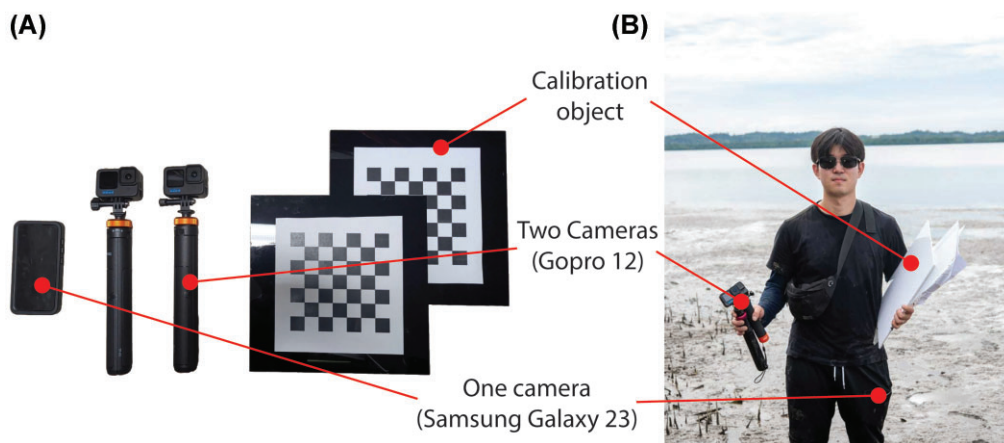 (A)
(B)
Calibration
object
Two Cameras
(Gopro 12)
One camera
(Samsung Galaxy 23)